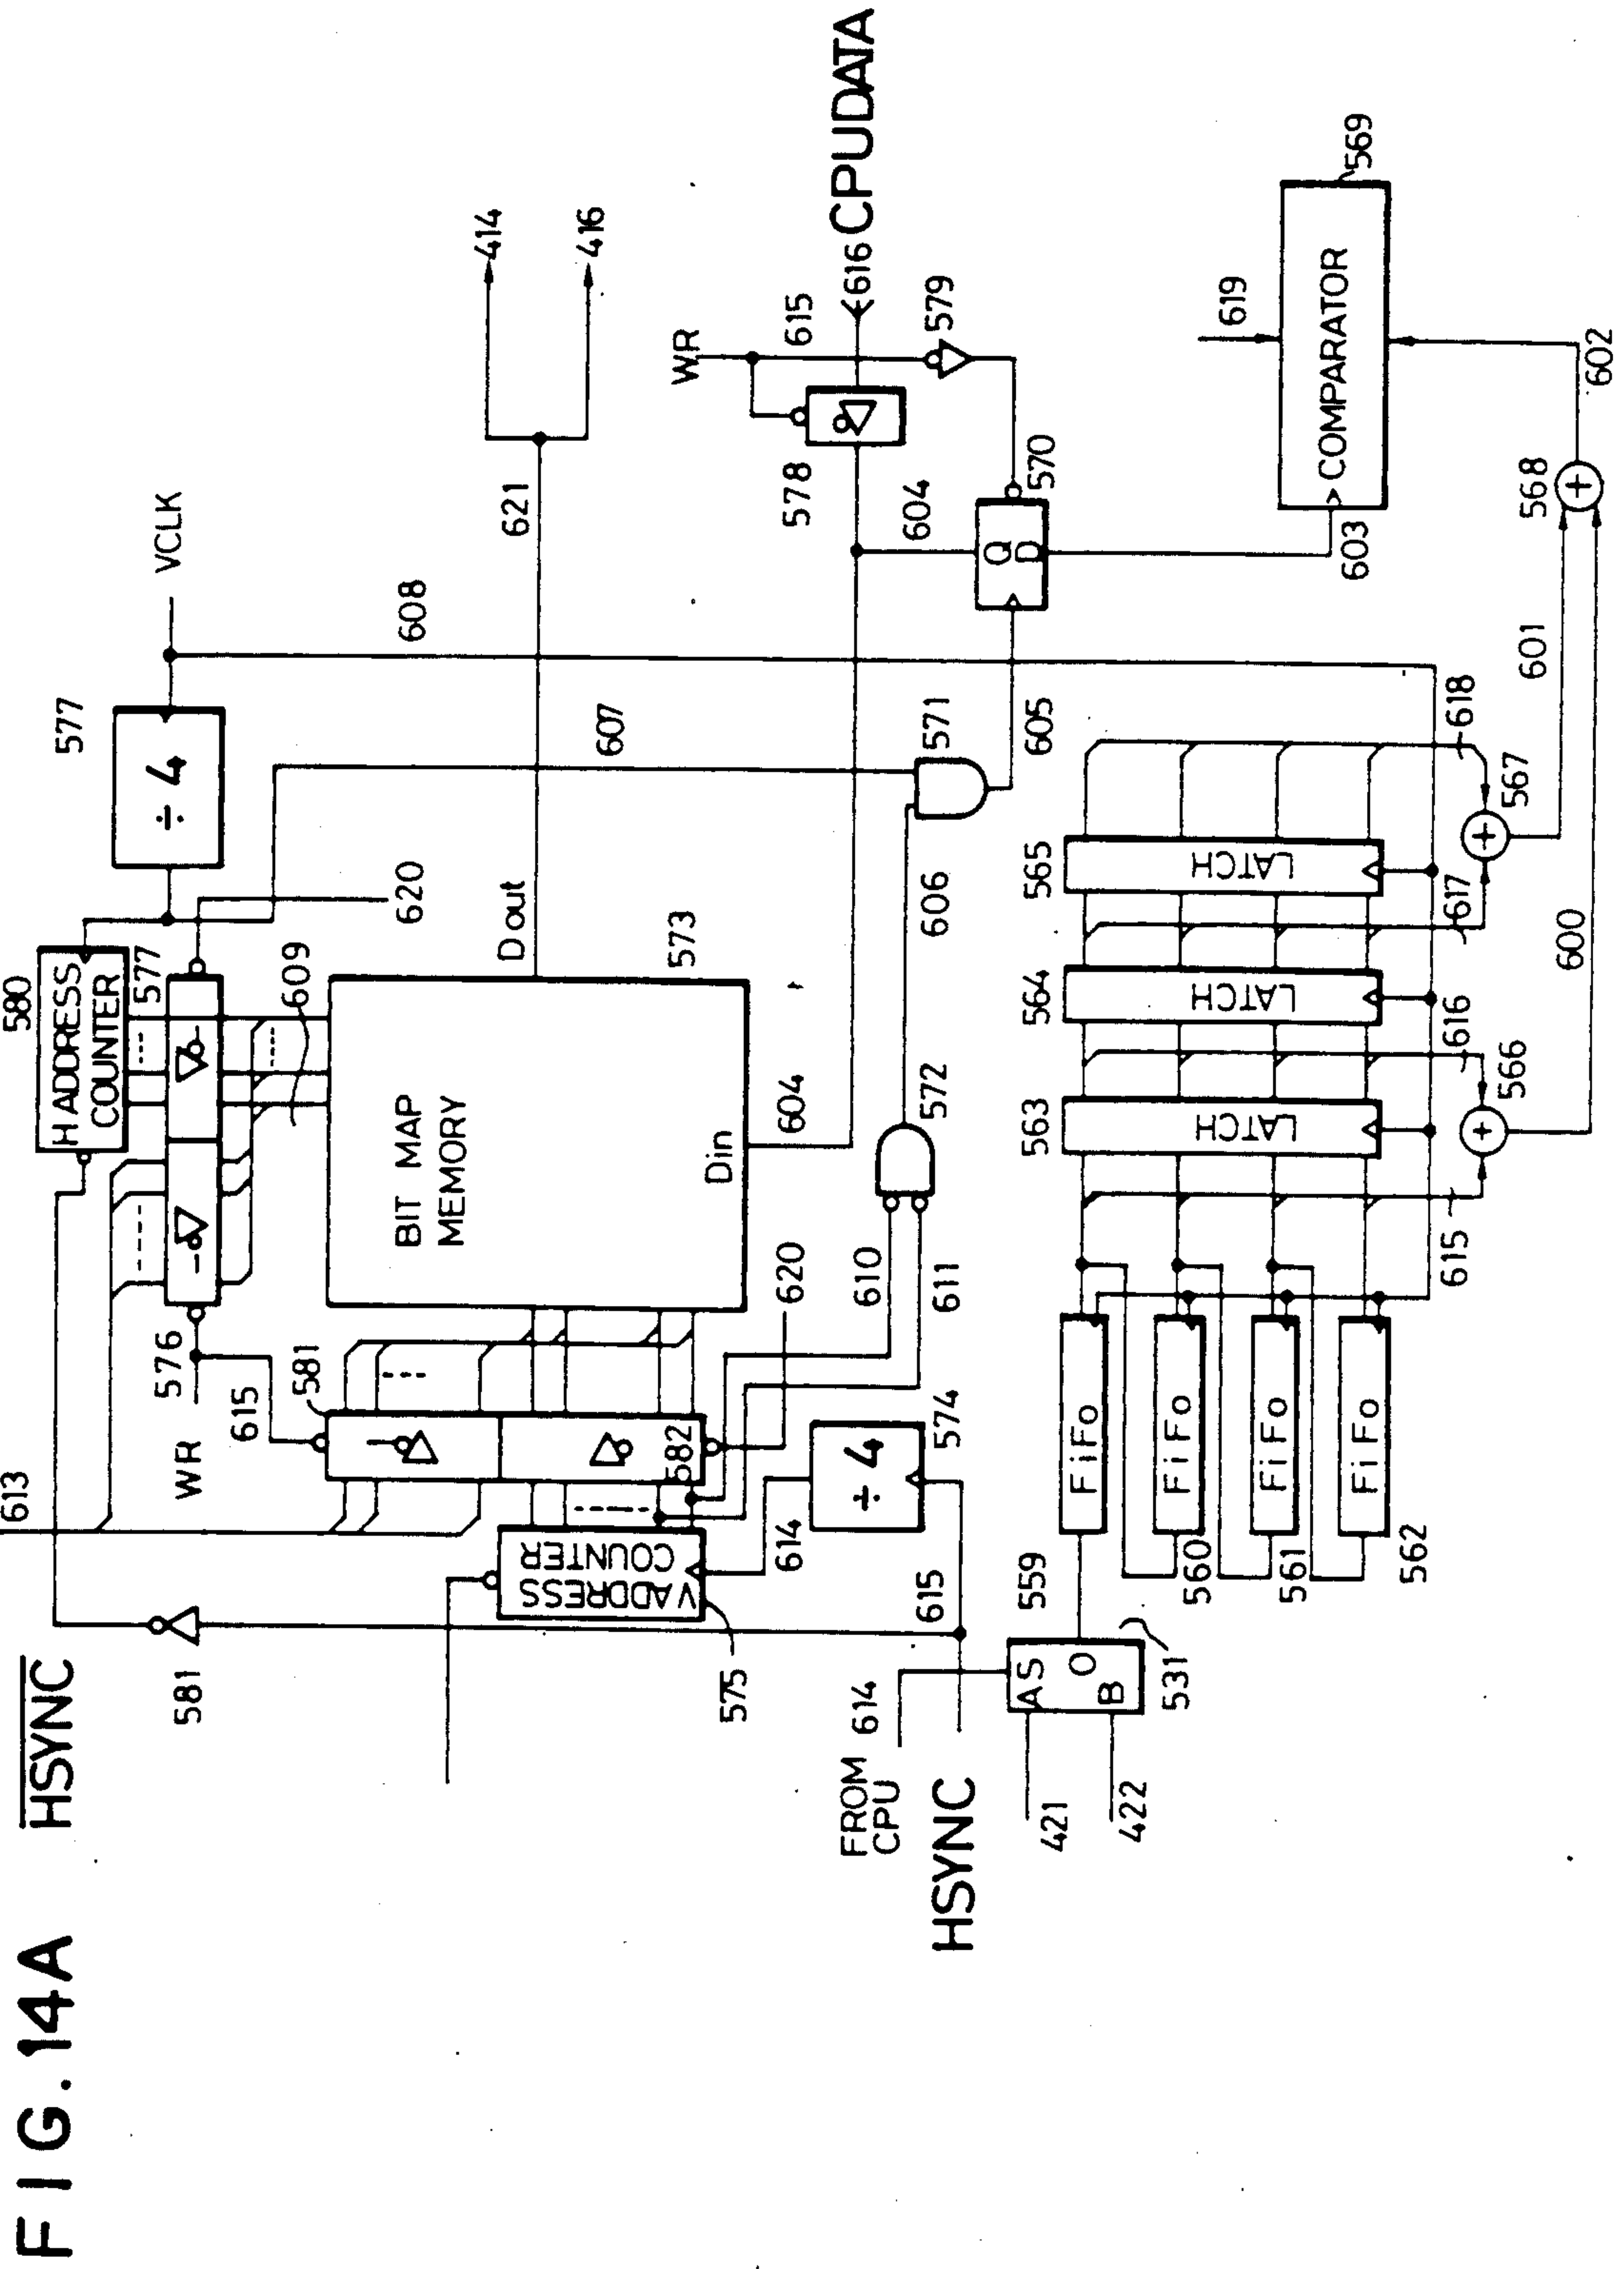 FIG. 14A
HSYNC
613
581
580
H ADDRESS
COUNTER
577
÷ 4
577
VCLK
608
576
WR
615
581
609
620
607
BIT MAP
MEMORY
Dout
573
Din
604
621
414
416
582
V ADDRESS
COUNTER
575
614
÷ 4
574
615
620
610
611
572
606
571
605
WR
615
578
616
CPUDATA
579
604
Q
D
570
603
619
COMPARATOR
569
602
568
+
601
600
FROM
CPU
614
HSYNC
421
422
A S
O
B
531
559
FiFo
FiFo
FiFo
FiFo
560
561
562
563
LATCH
564
LATCH
565
LATCH
615
616
617
618
+
566
+
567